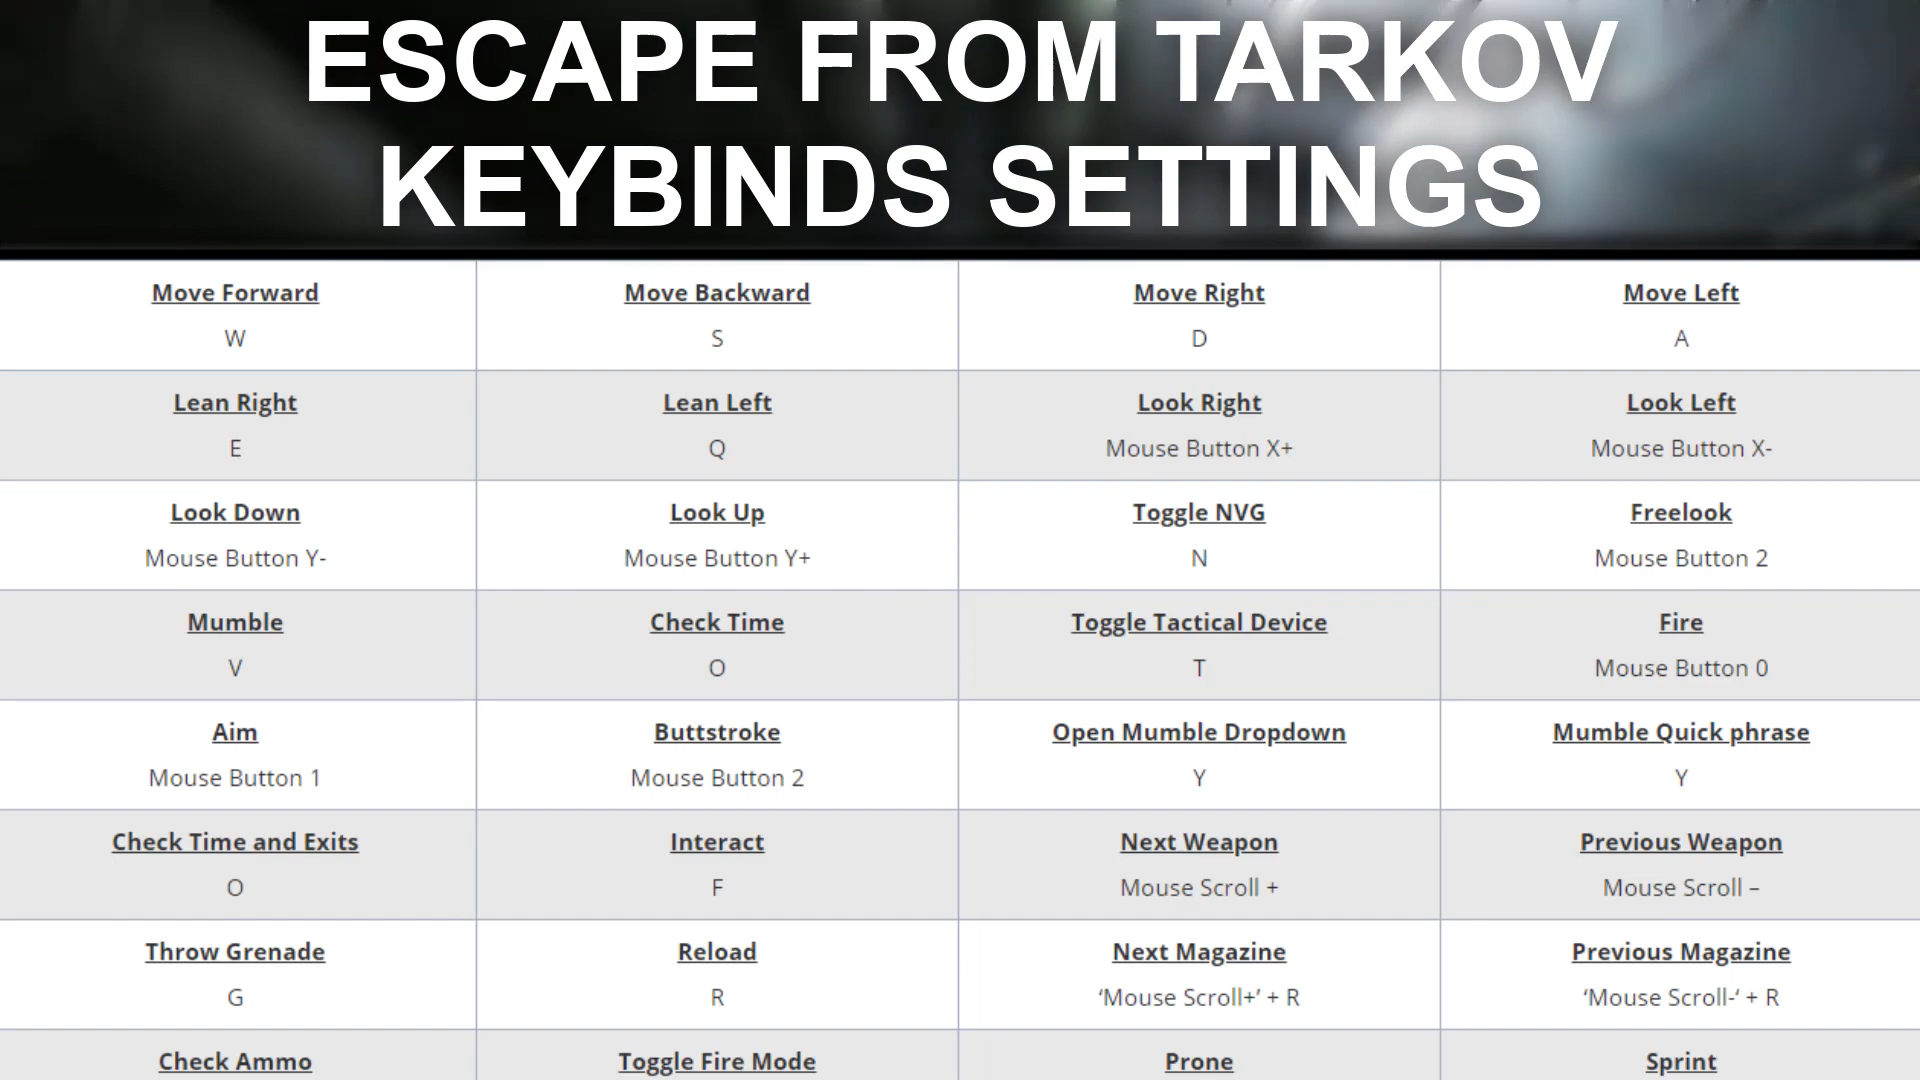 ESCAPE FROM TARKOV
KEYBINDS SETTINGS
Move Forward
W
Move Backward
S
Move Right
D
Move Left
A
Lean Right
E
Lean Left
Q
Look Right
Mouse Button X+
Look Left
Mouse Button X-
Look Down
Mouse Button Y-
Look Up
Mouse Button Y+
Toggle NVG
N
Freelook
Mouse Button 2
Mumble
V
Check Time
O
Toggle Tactical Device
T
Fire
Mouse Button 0
Aim
Mouse Button 1
Buttstroke
Mouse Button 2
Open Mumble Dropdown
Y
Mumble Quick phrase
Y
Check Time and Exits
O
Interact
F
Next Weapon
Mouse Scroll +
Previous Weapon
Mouse Scroll –
Throw Grenade
G
Reload
R
Next Magazine
‘Mouse Scroll+’ + R
Previous Magazine
‘Mouse Scroll-‘ + R
Check Ammo
Toggle Fire Mode
Prone
Sprint